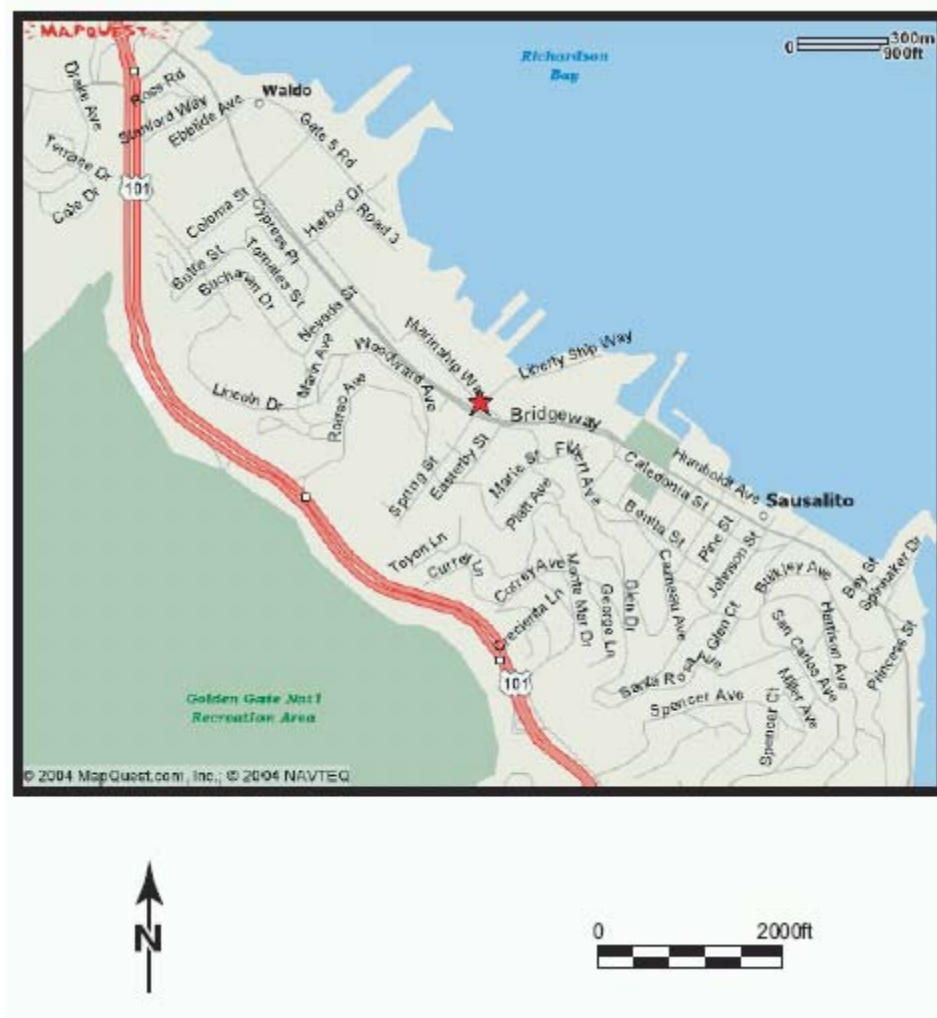 MAPQUEST
Richardson
Bay
0 300m
900ft
Drake Ave
Ross Rd
Waldo
Stanford Way
Ebbtide Ave
Gate 5 Rd
Terrace Dr
Cole Dr
101
Coloma St
Cypress Pl
Harbor Dr
Road 3
Butte St
Tomales St
Buchanan Dr
Nevada St
Marinship Way
Liberty Ship Way
Woodward Ave
Marin Ave
Lincoln Dr
Bridgeway
Spring St
Easterby St
Marie St
Platt Ave
Filbert Ave
Caledonia St
Humboldt Ave
Sausalito
Bonita St
Pine St
Johnson St
Toyon Ln
Currey Ln
Currey Ave
Crecienta Ln
Monte Mar Dr
George Ln
Glen Dr
Cazneau Ave
Glen Ct
Bulkley Ave
Bay St
Spinnaker Dr
Harrison Ave
San Carlos Ave
Princess St
Santa Rosa Ave
101
Spencer Ave
Miller Ave
Spencer Ct
Golden Gate Nat'l
Recreation Area
© 2004 MapQuest.com, Inc.; © 2004 NAVTEQ
N
0 2000ft